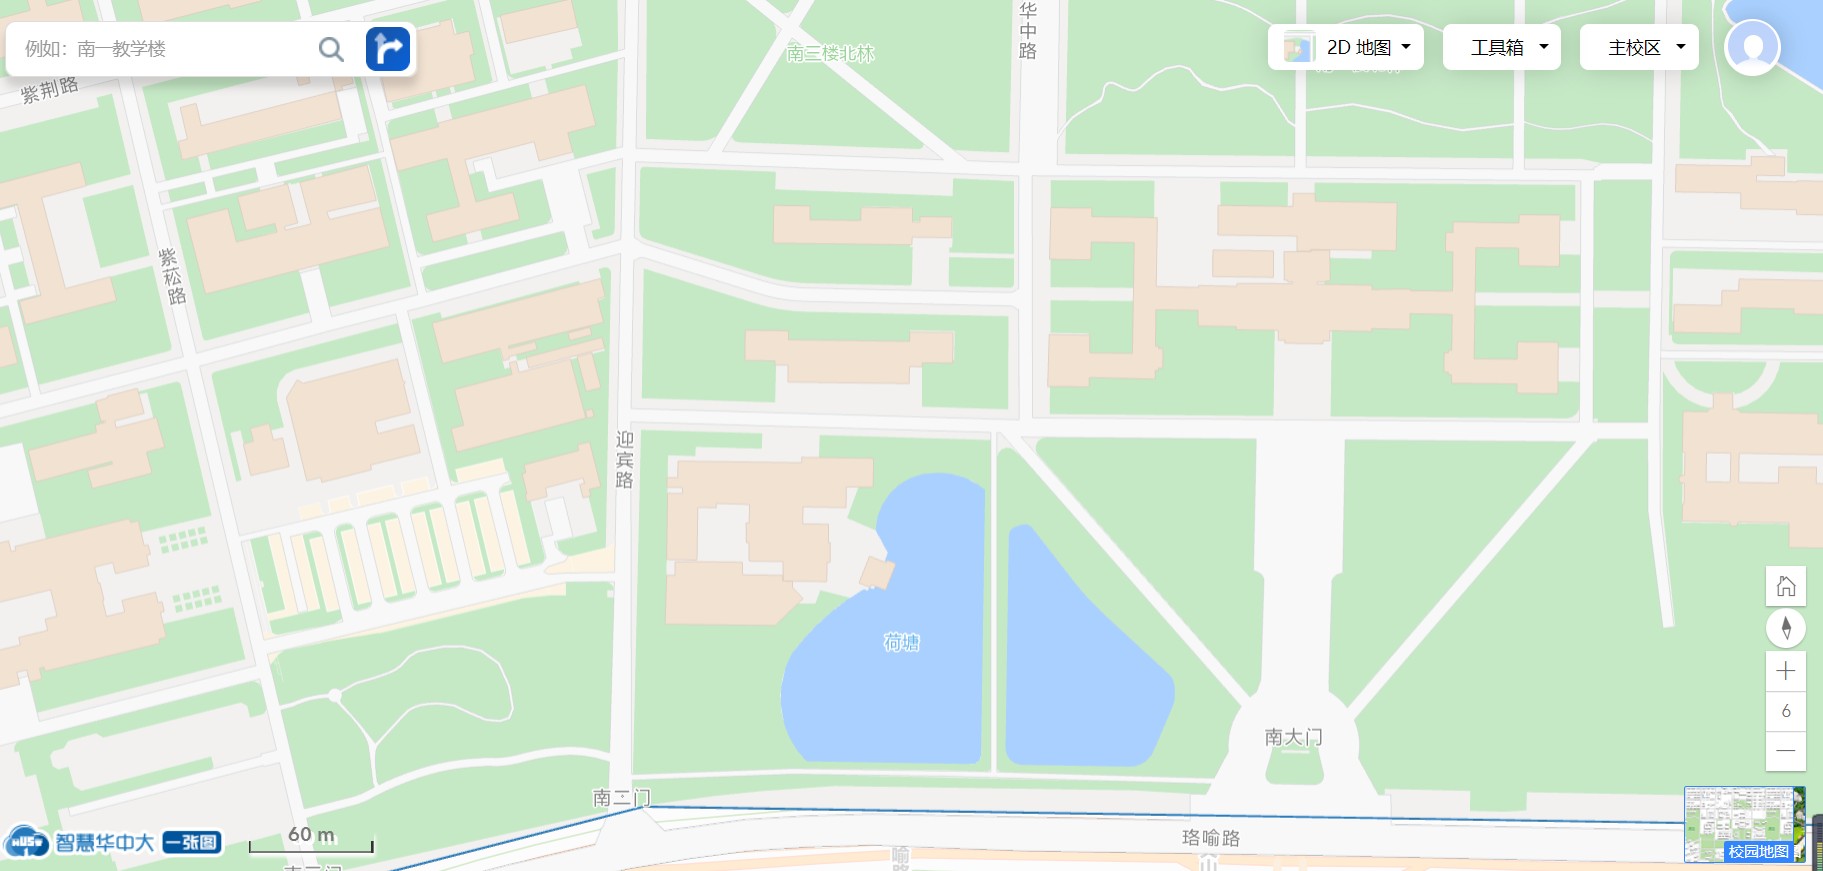 例如：南一教学楼
2D 地图
工具箱
主校区
华中路
南三楼北林
紫荆路
紫菘路
迎宾路
荷塘
南大门
6
南二门
60 m
珞喻路
HUST
智慧华中大
一张图
校园地图